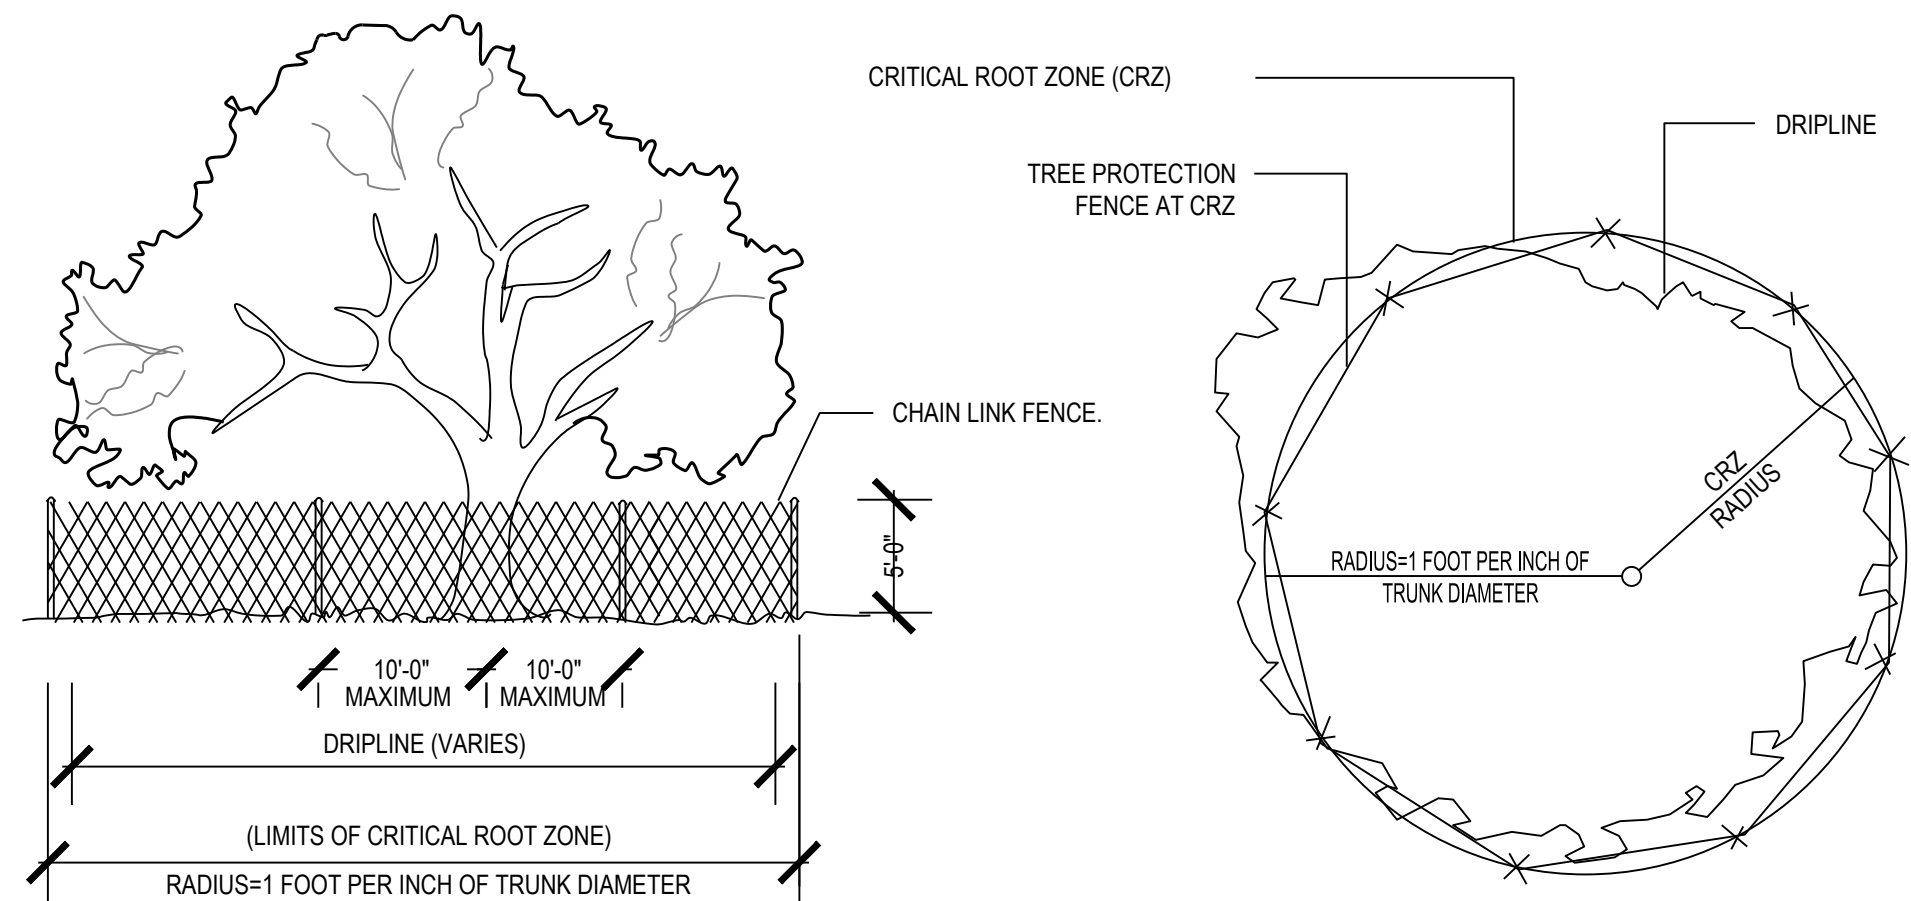 CRITICAL ROOT ZONE (CRZ)
DRIPLINE
TREE PROTECTION
FENCE AT CRZ
CHAIN LINK FENCE.
5'-0"
CRZ
RADIUS
RADIUS=1 FOOT PER INCH OF
TRUNK DIAMETER
10'-0"
MAXIMUM
10'-0"
MAXIMUM
DRIPLINE (VARIES)
(LIMITS OF CRITICAL ROOT ZONE)
RADIUS=1 FOOT PER INCH OF TRUNK DIAMETER